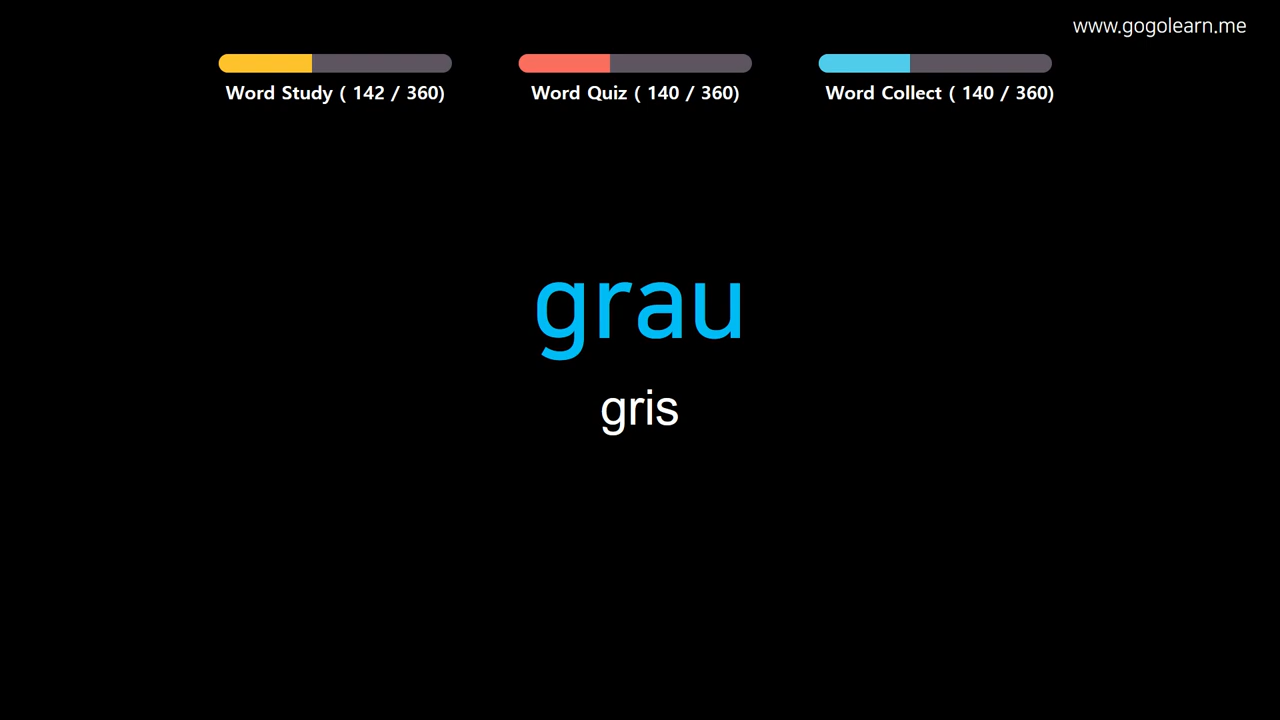 www.gogolearn.me
Word Study ( 142 / 360)
Word Quiz ( 140 / 360)
Word Collect ( 140 / 360)
grau
gris